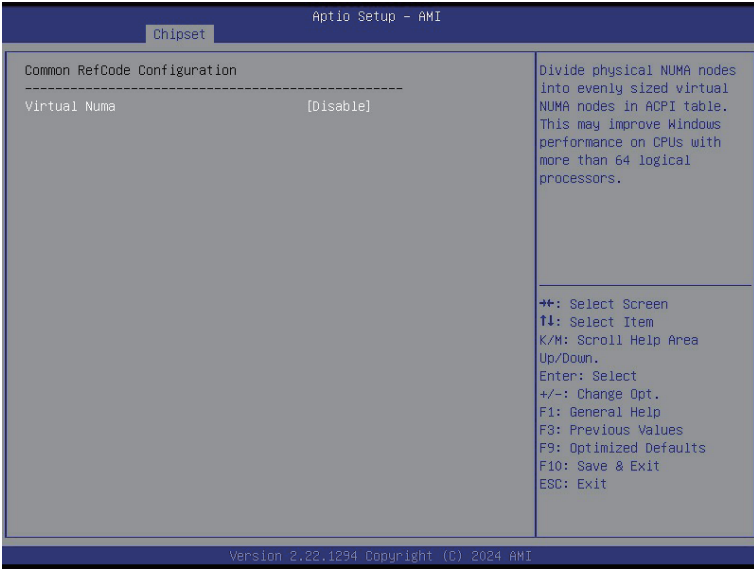 Aptio Setup – AMI
Chipset
Common RefCode Configuration
--------------------------------------------------
Virtual Numa [Disable]
Divide physical NUMA nodes
into evenly sized virtual
NUMA nodes in ACPI table.
This may improve Windows
performance on CPUs with
more than 64 logical
processors.
→←: Select Screen
↑↓: Select Item
K/M: Scroll Help Area
Up/Down.
Enter: Select
+/-: Change Opt.
F1: General Help
F3: Previous Values
F9: Optimized Defaults
F10: Save & Exit
ESC: Exit
Version 2.22.1294 Copyright (C) 2024 AMI